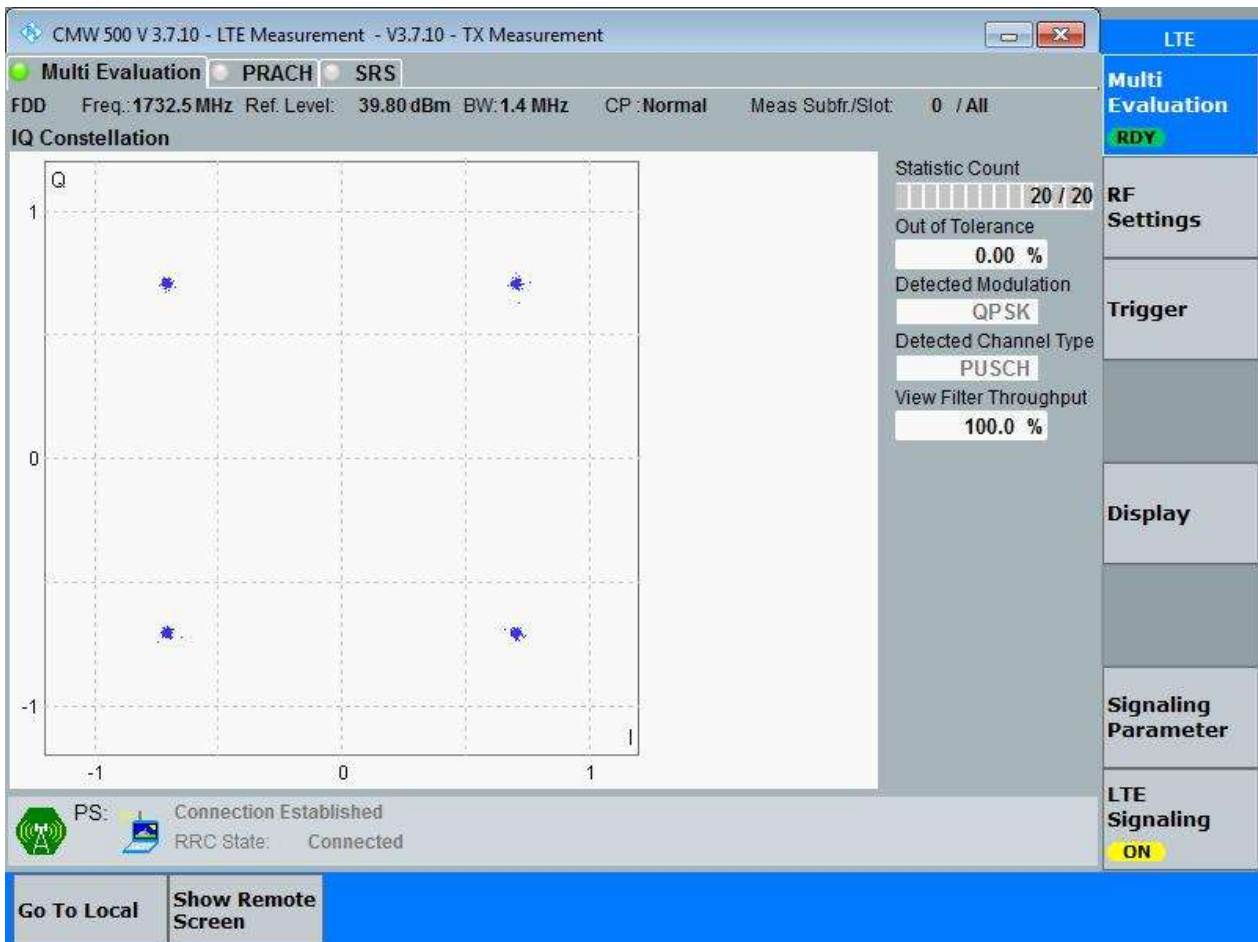 CMW 500 V 3.7.10 - LTE Measurement - V3.7.10 - TX Measurement
Multi Evaluation PRACH SRS
FDD Freq.: 1732.5 MHz Ref. Level: 39.80 dBm BW: 1.4 MHz CP : Normal Meas Subfr./Slot: 0 / All
IQ Constellation
Q
1
0
-1
I
-1 0 1
Statistic Count
20 / 20
Out of Tolerance
0.00 %
Detected Modulation
QPSK
Detected Channel Type
PUSCH
View Filter Throughput
100.0 %
LTE
Multi
Evaluation
RDY
RF
Settings
Trigger
Display
Signaling
Parameter
LTE
Signaling
ON
PS: Connection Established
RRC State: Connected
Go To Local
Show Remote
Screen